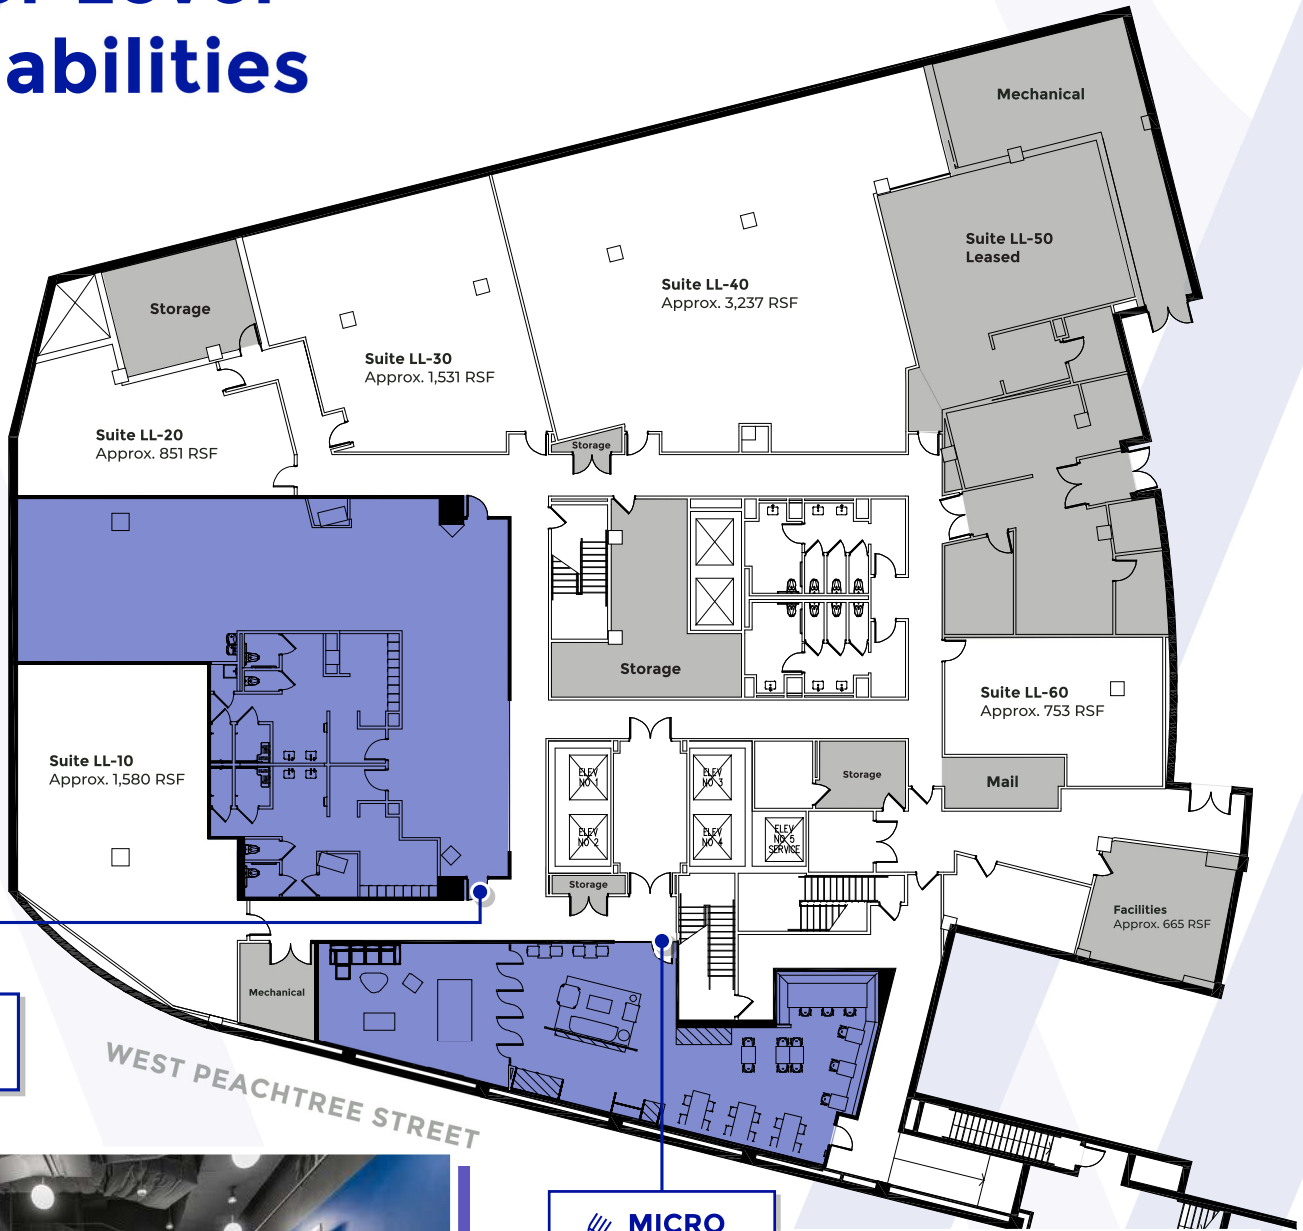 abilities
Mechanical
Suite LL-50
Leased
Suite LL-40
Approx. 3,237 RSF
Storage
Suite LL-30
Approx. 1,531 RSF
Suite LL-20
Approx. 851 RSF
Storage
Storage
Suite LL-60
Approx. 753 RSF
Suite LL-10
Approx. 1,580 RSF
ELEV
NO 1
ELEV
NO 3
Storage
Mail
ELEV
NO 2
ELEV
NO 4
ELEV
NO 5
SERVICE
Storage
Facilities
Approx. 665 RSF
Mechanical
WEST PEACHTREE STREET
MICRO